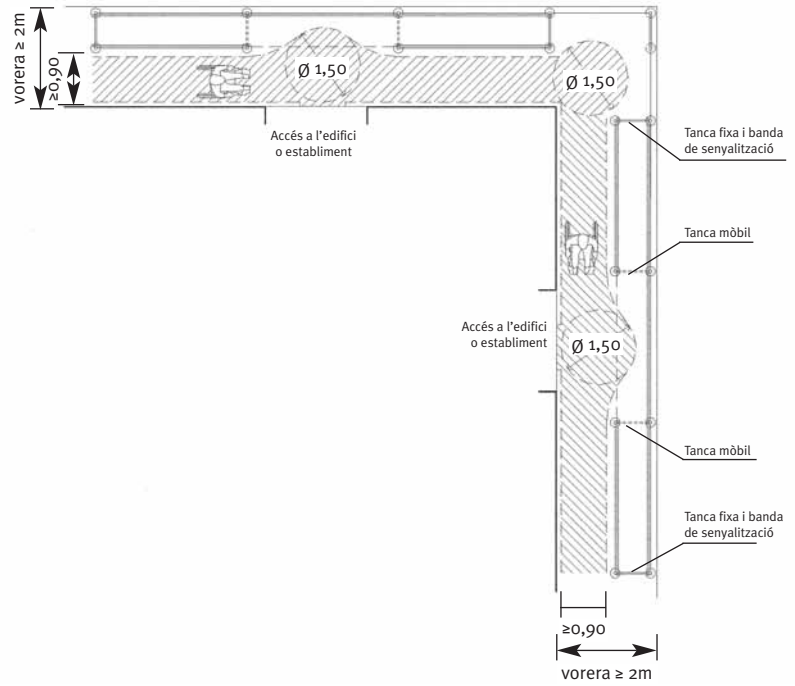 vorera ≥ 2m
≥0,90
Ø 1,50
Ø 1,50
Accés a l'edifici
o establiment
Tanca fixa i banda
de senyalització
Tanca mòbil
Accés a l'edifici
o establiment
Ø 1,50
Tanca mòbil
Tanca fixa i banda
de senyalització
≥0,90
vorera ≥ 2m